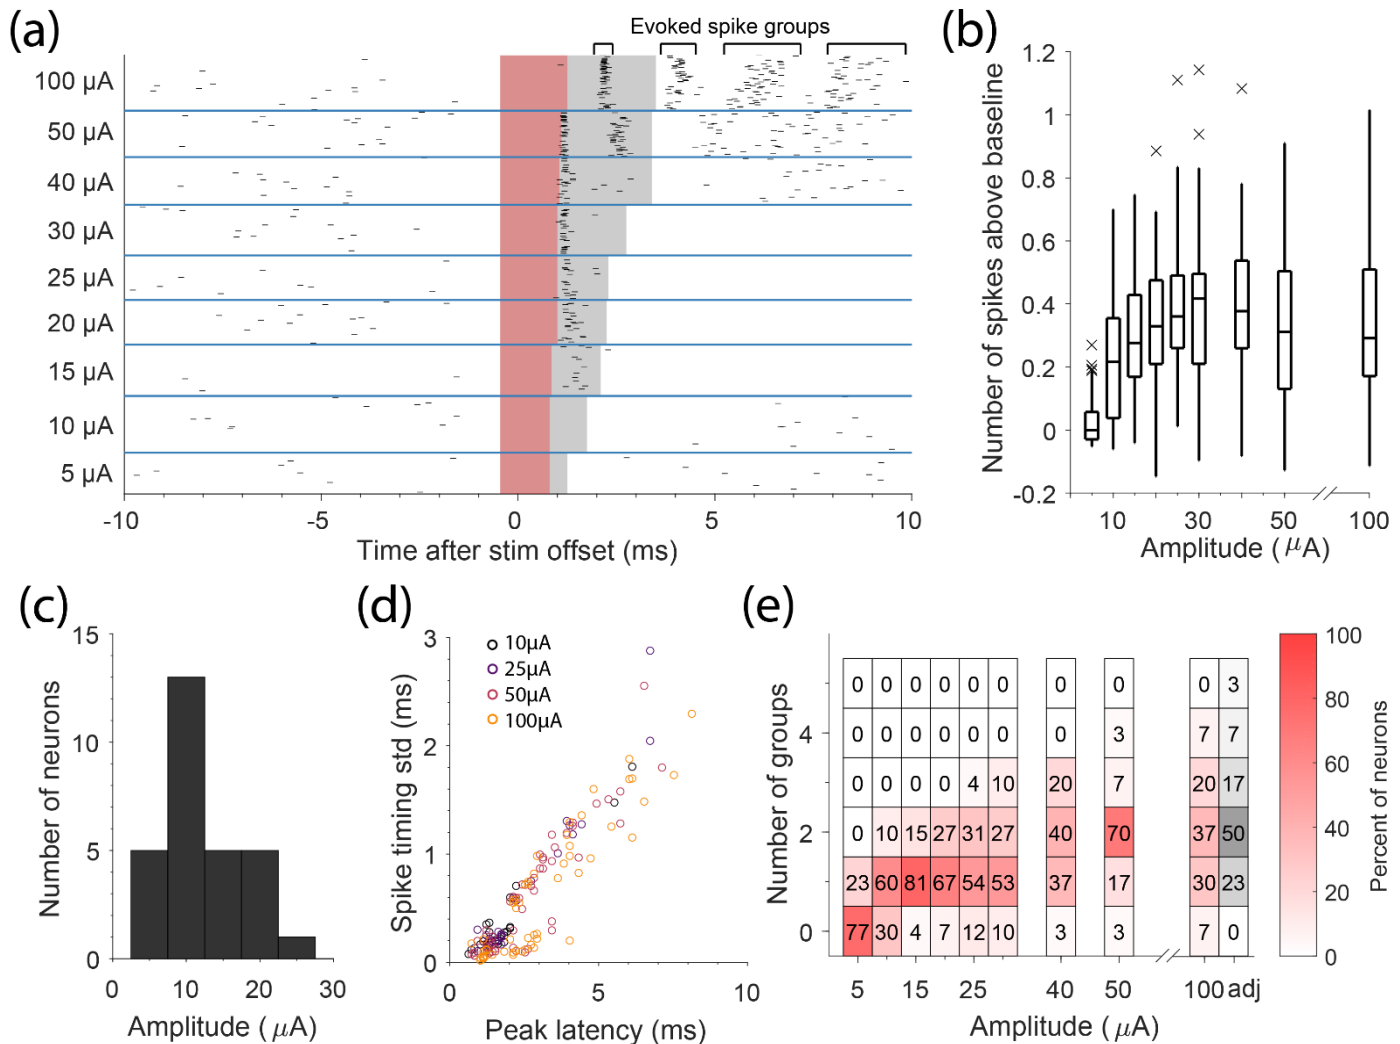 (a)
Evoked spike groups
100 µA
50 µA
40 µA
30 µA
25 µA
20 µA
15 µA
10 µA
5 µA
-10 -5 0 5 10
Time after stim offset (ms)
(b)
Number of spikes above baseline
1.2
1
0.8
0.6
0.4
0.2
0
-0.2
10 30 50 100
Amplitude (µA)
(c)
Number of neurons
15
10
5
0
0 10 20 30
Amplitude (µA)
(d)
Spike timing std (ms)
3
2
1
0
10µA
25µA
50µA
100µA
0 5 10
Peak latency (ms)
(e)
Number of groups
4
2
0
0 0 0 0 0 0 0 0 0 3
0 0 0 0 0 0 0 3 7 7
0 0 0 0 4 10 20 7 20 17
0 10 15 27 31 27 40 70 37 50
23 60 81 67 54 53 37 17 30 23
77 30 4 7 12 10 3 3 7 0
5 15 25 40 50 100 adj
Amplitude (µA)
100
80
60
40
20
0
Percent of neurons